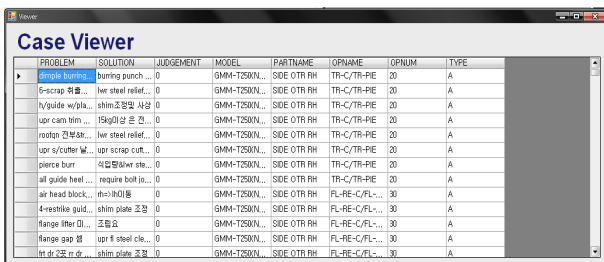 Viewer
Case Viewer
PROBLEM SOLUTION JUDGEMENT MODEL PARTNAME OPNAME OPNUM TYPE
dimple burring... burring punch ... 0 GMM-T250(N... SIDE OTR RH TR-C/TR-PIE 20 A
6-scrap 취출... lwr steel relief... 0 GMM-T250(N... SIDE OTR RH TR-C/TR-PIE 20 A
h/guide w/pla... shim조정및 사상 0 GMM-T250(N... SIDE OTR RH TR-C/TR-PIE 20 A
upr cam trim ... 15kg이상 은 전... 0 GMM-T250(N... SIDE OTR RH TR-C/TR-PIE 20 A
rootqn 전부&tr... lwr steel relief... 0 GMM-T250(N... SIDE OTR RH TR-C/TR-PIE 20 A
upr s/cutter 날... upr scrap cutt... 0 GMM-T250(N... SIDE OTR RH TR-C/TR-PIE 20 A
pierce burr 식입량&lwr ste... 0 GMM-T250(N... SIDE OTR RH TR-C/TR-PIE 20 A
all guide heel ... require bolt jo... 0 GMM-T250(N... SIDE OTR RH TR-C/TR-PIE 20 A
air head block... rh=>lh이동 0 GMM-T250(N... SIDE OTR RH FL-RE-C/FL-... 30 A
4-restrike guid... shim plate 조정 0 GMM-T250(N... SIDE OTR RH FL-RE-C/FL-... 30 A
flange lifter 미... 조립요 0 GMM-T250(N... SIDE OTR RH FL-RE-C/FL-... 30 A
flange gap 셈 upr fl steel cle... 0 GMM-T250(N... SIDE OTR RH FL-RE-C/FL-... 30 A
frt dr 2곳 rr dr ... shim plate 조정 0 GMM-T250(N... SIDE OTR RH FL-RE-C/FL-... 30 A